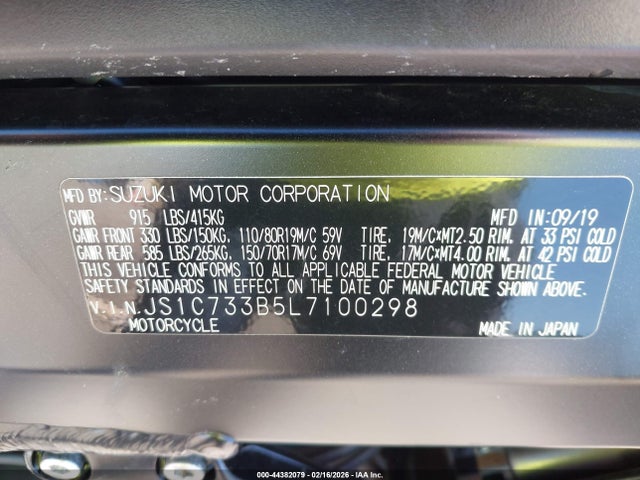 MFD BY: SUZUKI MOTOR CORPORATION
GVWR 915 LBS/415KG MFD IN:09/19
GAWR FRONT 330 LBS/150KG, 110/80R19M/C 59V TIRE, 19M/C×MT2.50 RIM, AT 33 PSI COLD
GAWR REAR 585 LBS/265KG, 150/70R17M/C 69V TIRE, 17M/C×MT4.00 RIM, AT 42 PSI COLD
THIS VEHICLE CONFORMS TO ALL APPLICABLE FEDERAL MOTOR VEHICLE
SAFETY STANDARDS IN EFFECT ON THE DATE OF MANUFACTURE SHOWN ABOVE.
V.I.N.JS1C733B5L7100298
MOTORCYCLE MADE IN JAPAN
000-44382079 02/16/2026 IAA Inc.